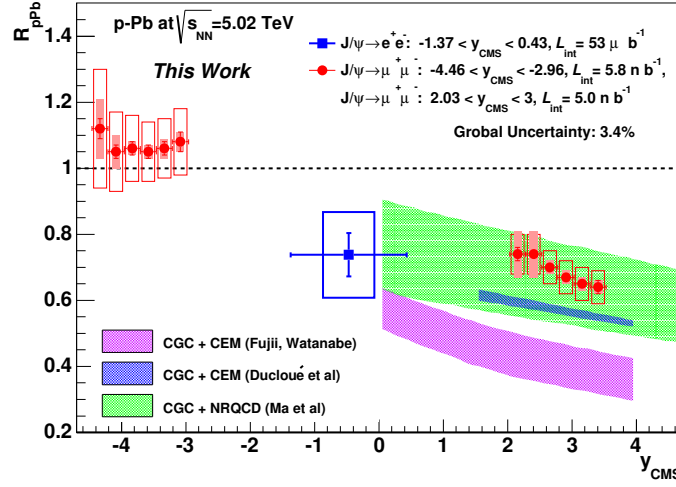 R_pPb
p-Pb at √s_NN=5.02 TeV
This Work
J/ψ→e⁺e⁻: -1.37 < y_CMS < 0.43, L_int= 53 μ b⁻¹
J/ψ→μ⁺μ⁻: -4.46 < y_CMS < -2.96, L_int= 5.8 n b⁻¹,
J/ψ→μ⁺μ⁻: 2.03 < y_CMS < 3, L_int= 5.0 n b⁻¹
Grobal Uncertainty: 3.4%
1.4
1.2
1
0.8
0.6
0.4
0.2
CGC + CEM (Fujii, Watanabe)
CGC + CEM (Ducloué et al)
CGC + NRQCD (Ma et al)
-4 -3 -2 -1 0 1 2 3 4
y_CMS